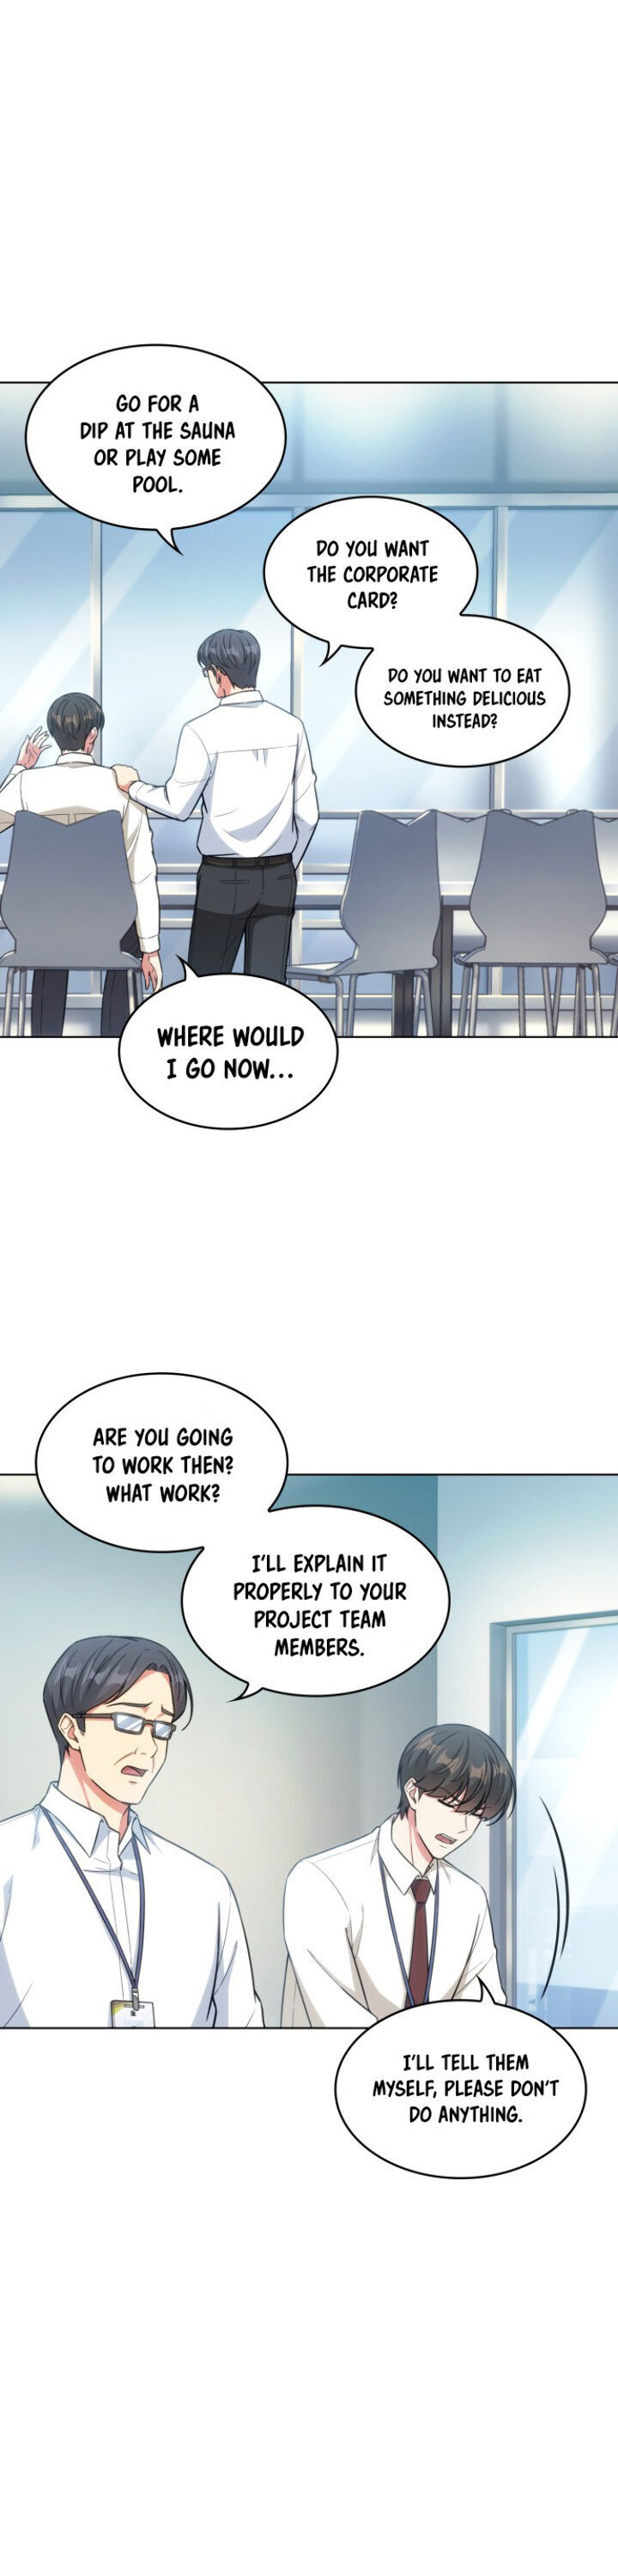 GO FOR A
DIP AT THE SAUNA
OR PLAY SOME
POOL.
DO YOU WANT
THE CORPORATE
CARD?
DO YOU WANT TO EAT
SOMETHING DELICIOUS
INSTEAD?
WHERE WOULD
I GO NOW...
ARE YOU GOING
TO WORK THEN?
WHAT WORK?
I'LL EXPLAIN IT
PROPERLY TO YOUR
PROJECT TEAM
MEMBERS.
I'LL TELL THEM
MYSELF, PLEASE DON'T
DO ANYTHING.